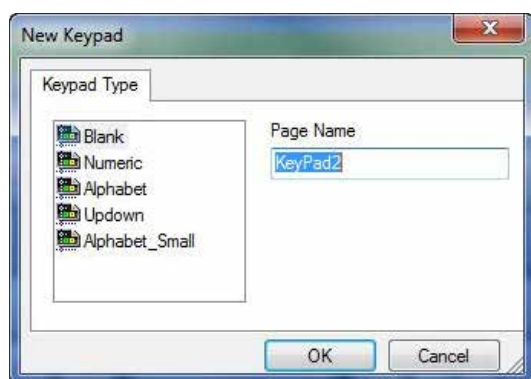 New Keypad
Keypad Type
Blank
Numeric
Alphabet
Updown
Alphabet_Small
Page Name
KeyPad2
OK
Cancel